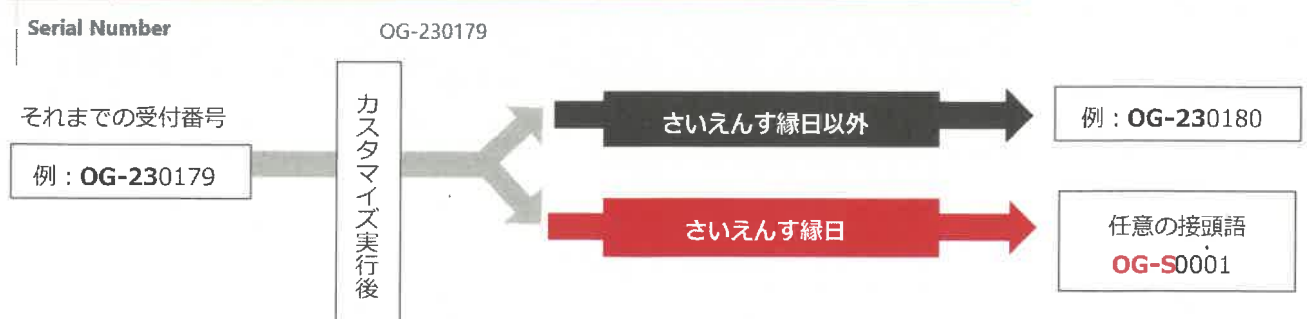 Serial Number OG-230179
それまでの受付番号
例：OG-230179
カスタマイズ実行後
さいえんす縁日以外
例：OG-230180
さいえんす縁日
任意の接頭語
OG-S0001